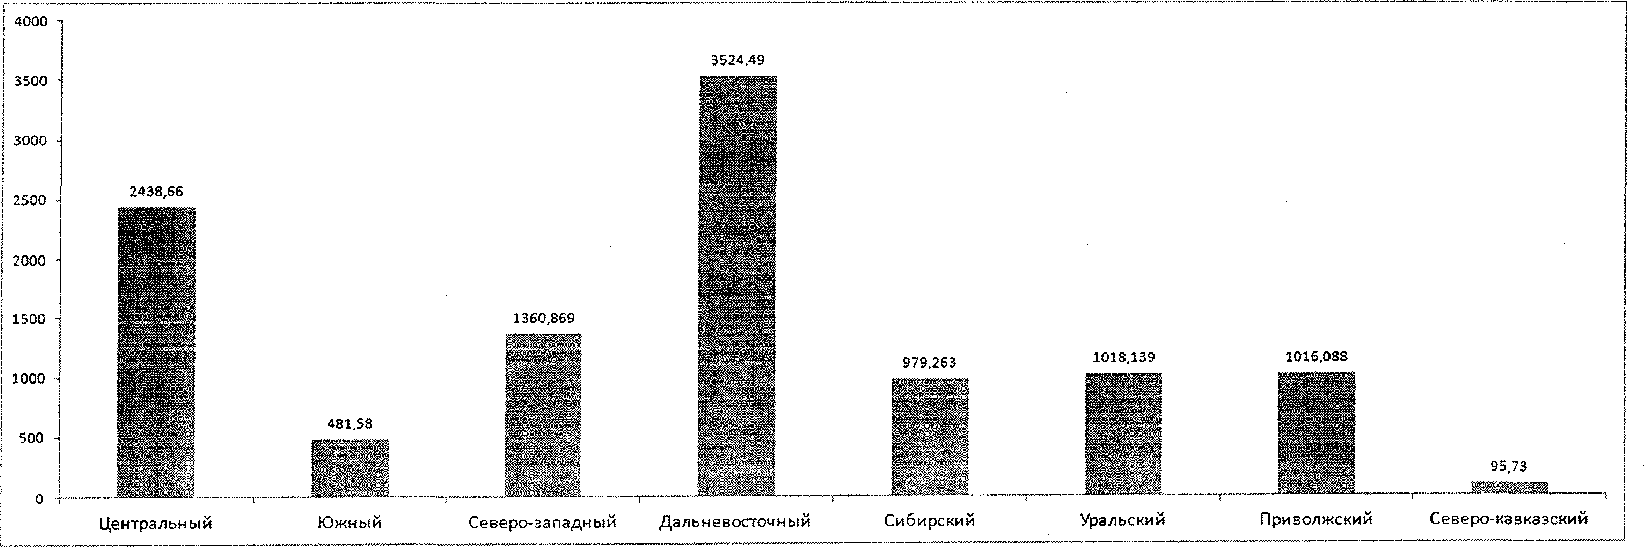 4000
3500
3000
2500
2000
1500
1000
500
0
2438,66
481,58
1360,869
3524,49
979,263
1018,139
1016,088
95,73
Центральный
Южный
Северо-западный
Дальневосточный
Сибирский
Уральский
Приволжский
Северо-кавказский